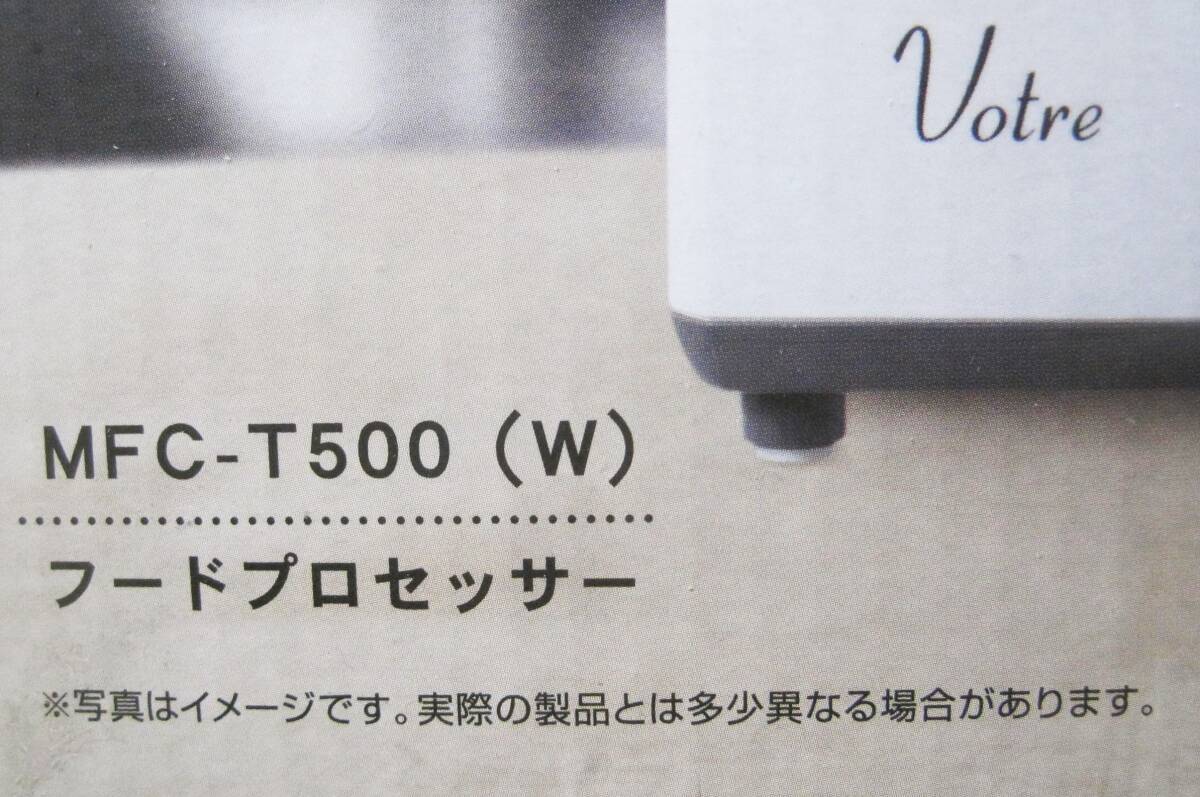 Votre
MFC-T500（W）
フードプロセッサー
※写真はイメージです。実際の製品とは多少異なる場合があります。